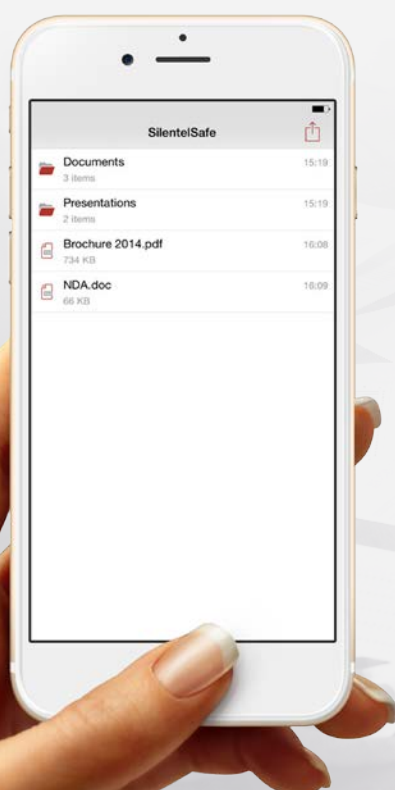 SilentelSafe
Documents
15:19
3 items
Presentations
15:19
2 items
Brochure 2014.pdf
16:08
734 KB
NDA.doc
16:09
66 KB